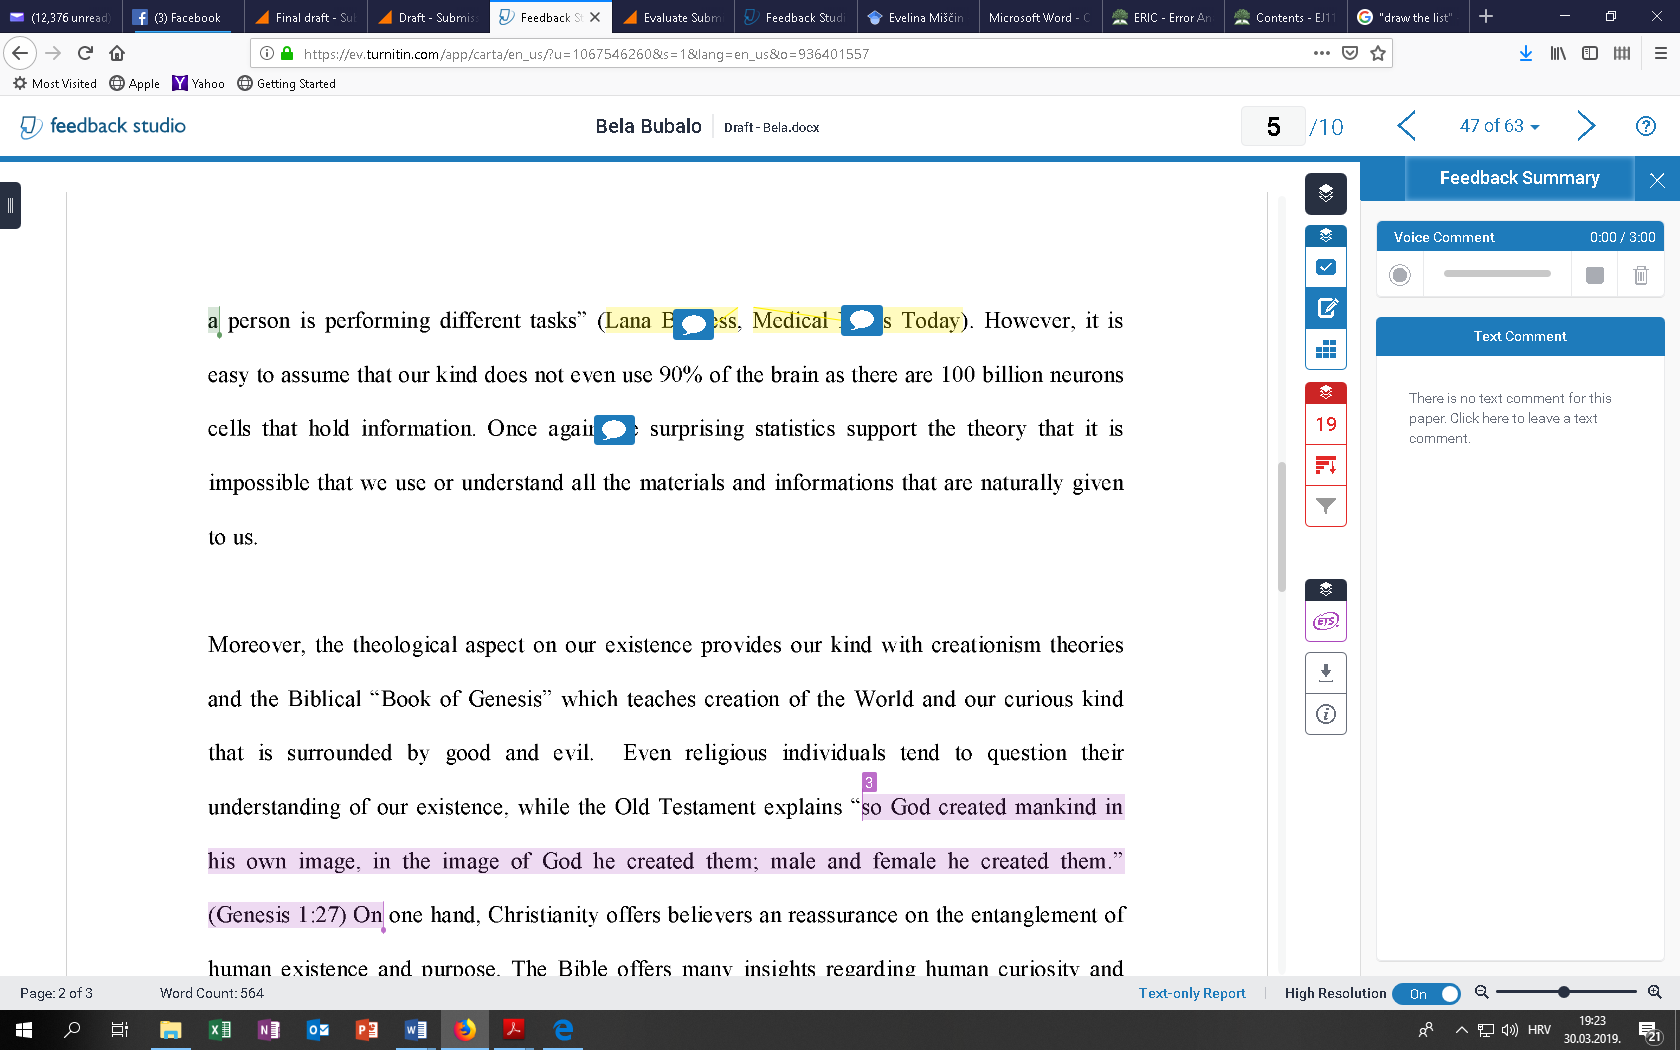 (12,376 unread)
(3) Facebook
Final draft - Su
Draft - Submis
Feedback St
Evaluate Subm
Feedback Studi
Evelina Miščin
Microsoft Word - C
ERIC - Error An
Contents - EJ11
"draw the list"
https://ev.turnitin.com/app/carta/en_us/?u=1067546260&s=1&lang=en_us&o=936401557
Most Visited
Apple
Yahoo
Getting Started
feedback studio
Bela Bubalo
Draft - Bela.docx
5 /10
47 of 63
Feedback Summary
Voice Comment 0:00 / 3:00
Text Comment
There is no text comment for this
paper. Click here to leave a text
comment.
19
ETS
a person is performing different tasks” (Lana B ess, Medical s Today). However, it is
easy to assume that our kind does not even use 90% of the brain as there are 100 billion neurons
cells that hold information. Once again surprising statistics support the theory that it is
impossible that we use or understand all the materials and informations that are naturally given
to us.
Moreover, the theological aspect on our existence provides our kind with creationism theories
and the Biblical “Book of Genesis” which teaches creation of the World and our curious kind
that is surrounded by good and evil. Even religious individuals tend to question their
3
understanding of our existence, while the Old Testament explains “so God created mankind in
his own image, in the image of God he created them; male and female he created them.”
(Genesis 1:27) On one hand, Christianity offers believers an reassurance on the entanglement of
human existence and purpose. The Bible offers many insights regarding human curiosity and
Page: 2 of 3
Word Count: 564
Text-only Report
High Resolution
On
HRV
19:23
30.03.2019.
21